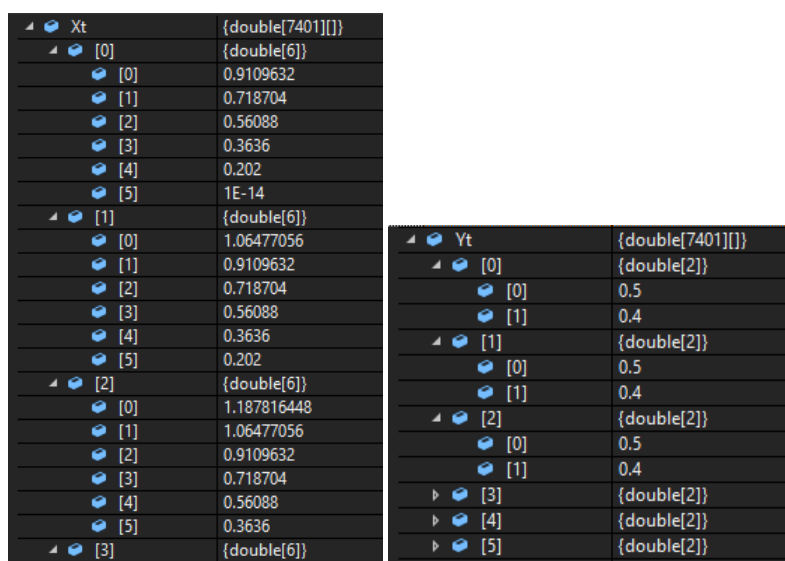 Xt {double[7401][]}
[0] {double[6]}
[0] 0.9109632
[1] 0.718704
[2] 0.56088
[3] 0.3636
[4] 0.202
[5] 1E-14
[1] {double[6]}
[0] 1.06477056
[1] 0.9109632
[2] 0.718704
[3] 0.56088
[4] 0.3636
[5] 0.202
[2] {double[6]}
[0] 1.187816448
[1] 1.06477056
[2] 0.9109632
[3] 0.718704
[4] 0.56088
[5] 0.3636
[3] {double[6]}
Yt {double[7401][]}
[0] {double[2]}
[0] 0.5
[1] 0.4
[1] {double[2]}
[0] 0.5
[1] 0.4
[2] {double[2]}
[0] 0.5
[1] 0.4
[3] {double[2]}
[4] {double[2]}
[5] {double[2]}